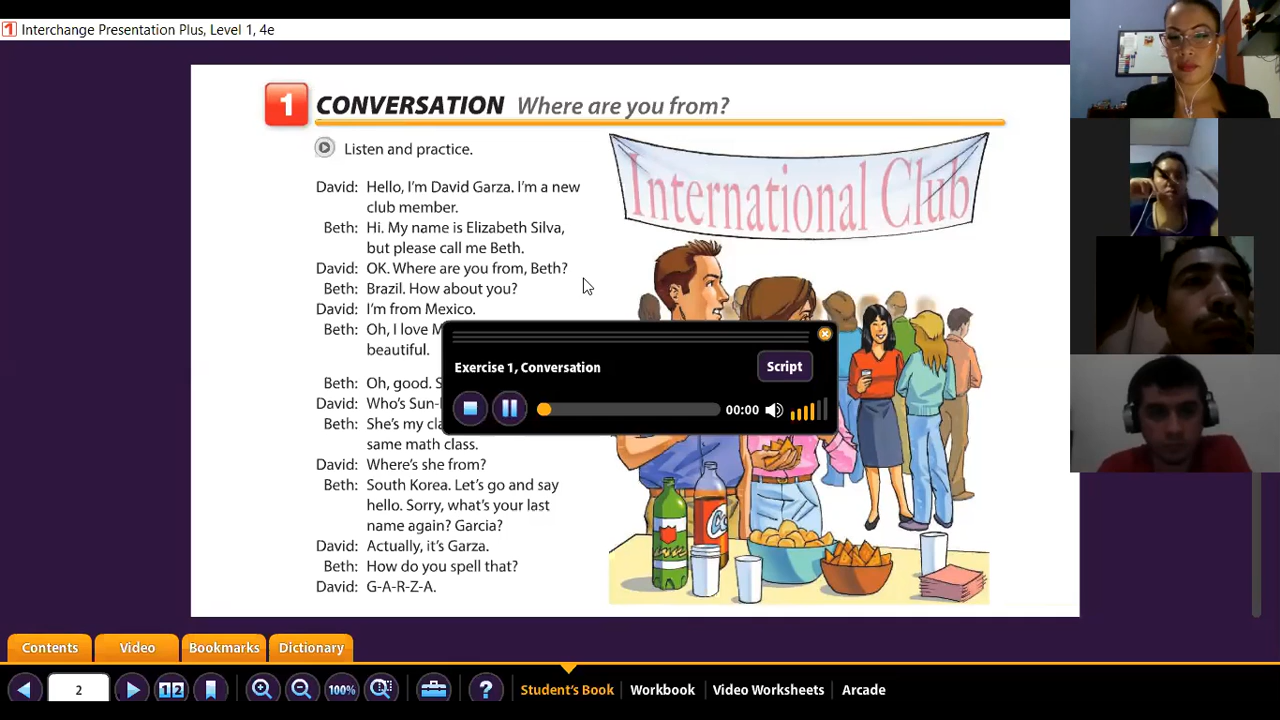 1 Interchange Presentation Plus, Level 1, 4e
1 CONVERSATION Where are you from?
Listen and practice.
David: Hello, I'm David Garza. I'm a new
club member.
Beth: Hi. My name is Elizabeth Silva,
but please call me Beth.
David: OK. Where are you from, Beth?
Beth: Brazil. How about you?
David: I'm from Mexico.
Beth: Oh, I love
beautiful.
Beth: Oh, good.
David: Who's
Beth: She's my
same math class.
David: Where's she from?
Beth: South Korea. Let's go and say
hello. Sorry, what's your last
name again? Garcia?
David: Actually, it's Garza.
Beth: How do you spell that?
David: G-A-R-Z-A.
International Club
Exercise 1, Conversation
Script
00:00
Contents Video Bookmarks Dictionary
2 12 100% ? Student's Book Workbook Video Worksheets Arcade